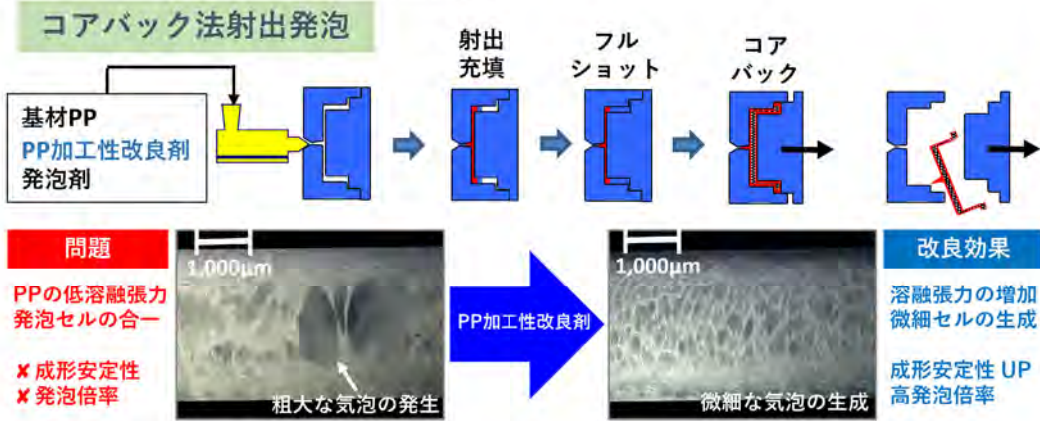 コアバック法射出発泡
基材PP
PP加工性改良剤
発泡剤
射出
充填
フル
ショット
コア
バック
問題
PPの低溶融張力
発泡セルの合一
✘ 成形安定性
✘ 発泡倍率
1,000μm
粗大な気泡の発生
PP加工性改良剤
1,000μm
微細な気泡の生成
改良効果
溶融張力の増加
微細セルの生成
成形安定性 UP
高発泡倍率